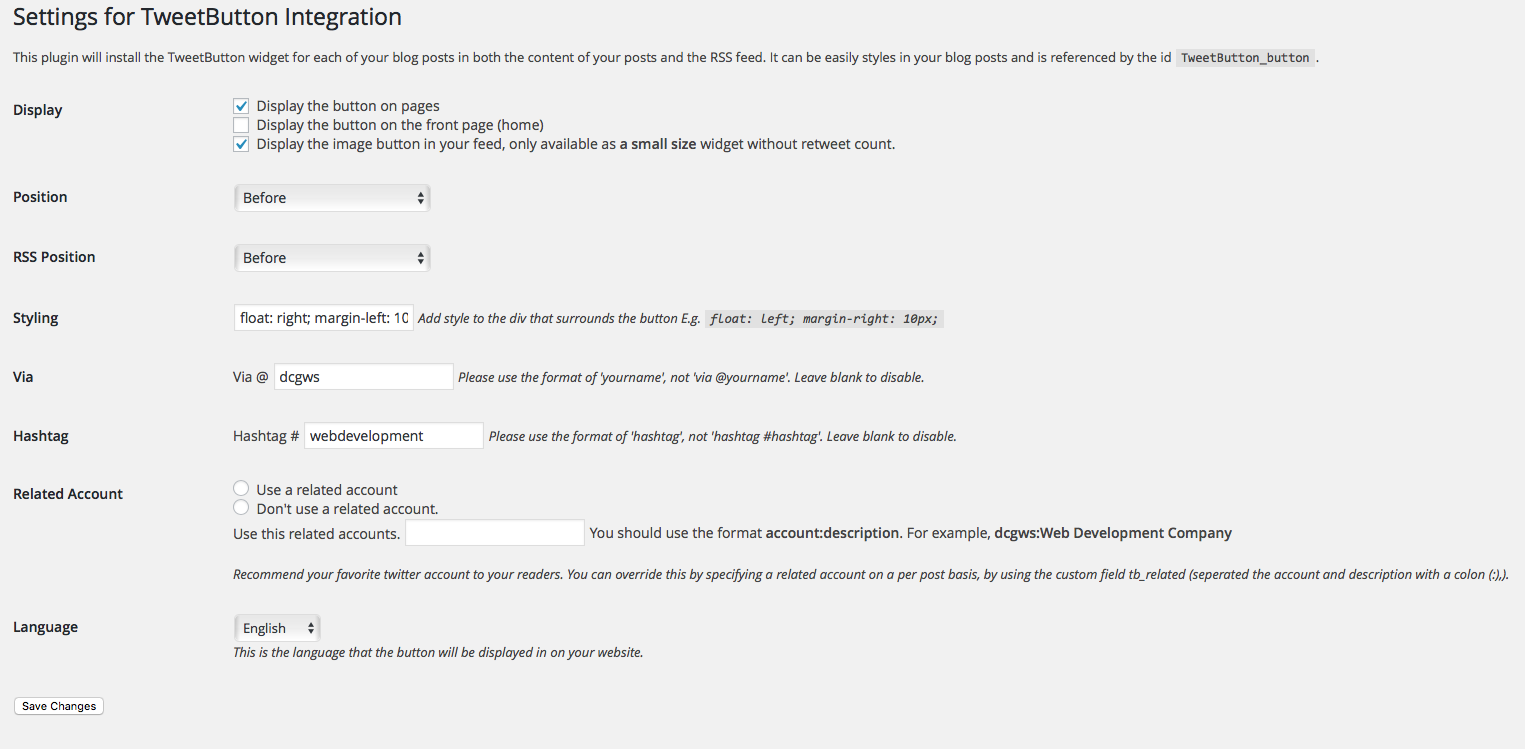 Settings for TweetButton Integration
This plugin will install the TweetButton widget for each of your blog posts in both the content of your posts and the RSS feed. It can be easily styles in your blog posts and is referenced by the id TweetButton_button .
Display
Display the button on pages
Display the button on the front page (home)
Display the image button in your feed, only available as a small size widget without retweet count.
Position
Before
RSS Position
Before
Styling
float: right; margin-left: 10 Add style to the div that surrounds the button E.g. float: left; margin-right: 10px;
Via
Via @ dcgws Please use the format of 'yourname', not 'via @yourname'. Leave blank to disable.
Hashtag
Hashtag # webdevelopment Please use the format of 'hashtag', not 'hashtag #hashtag'. Leave blank to disable.
Related Account
Use a related account
Don't use a related account.
Use this related accounts. You should use the format account:description. For example, dcgws:Web Development Company
Recommend your favorite twitter account to your readers. You can override this by specifying a related account on a per post basis, by using the custom field tb_related (seperated the account and description with a colon (:),).
Language
English
This is the language that the button will be displayed in on your website.
Save Changes